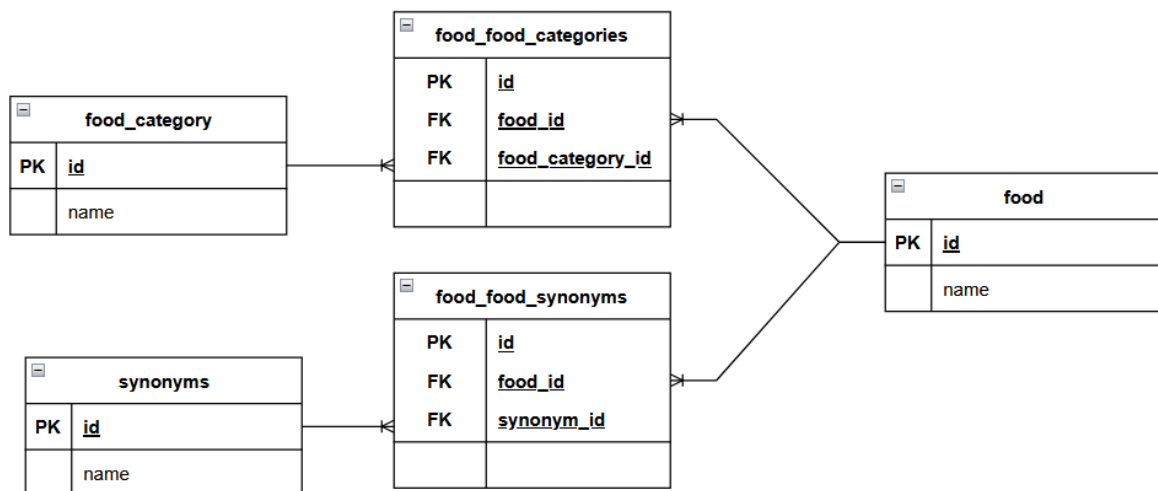 food_food_categories
PK id
FK food_id
FK food_category_id
food_category
PK id
name
food
PK id
name
food_food_synonyms
PK id
FK food_id
FK synonym_id
synonyms
PK id
name